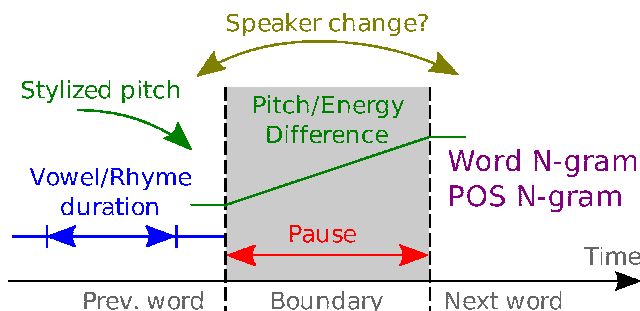 Speaker change?
Stylized pitch
Pitch/Energy
Difference
Vowel/Rhyme
duration
Word N-gram
POS N-gram
Pause
Time
Prev. word
Boundary
Next word